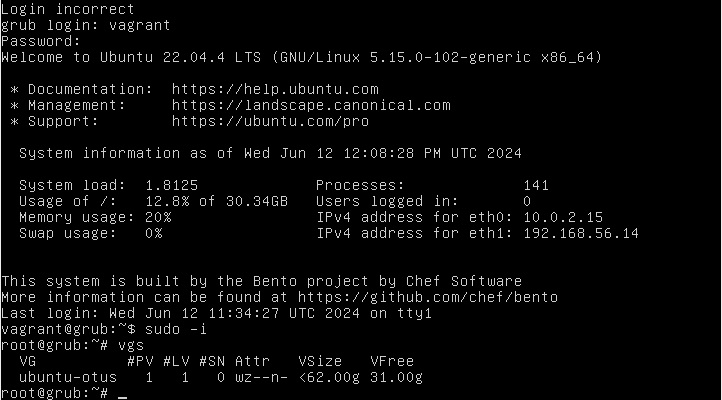 Login incorrect
grub login: vagrant
Password:
Welcome to Ubuntu 22.04.4 LTS (GNU/Linux 5.15.0-102-generic x86_64)
* Documentation:  https://help.ubuntu.com
* Management:     https://landscape.canonical.com
* Support:        https://ubuntu.com/pro
System information as of Wed Jun 12 12:08:28 PM UTC 2024
System load:  1.8125             Processes:             141
Usage of /:   12.8% of 30.34GB   Users logged in:       0
Memory usage: 20%                IPv4 address for eth0: 10.0.2.15
Swap usage:   0%                 IPv4 address for eth1: 192.168.56.14
This system is built by the Bento project by Chef Software
More information can be found at https://github.com/chef/bento
Last login: Wed Jun 12 11:34:27 UTC 2024 on tty1
vagrant@grub:~$ sudo -i
root@grub:~# vgs
VG          #PV #LV #SN Attr   VSize   VFree
ubuntu-otus   1   1   0 wz--n- <62.00g 31.00g
root@grub:~# _